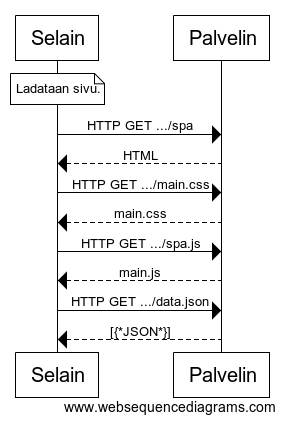 Selain Palvelin
Ladataan sivu.
HTTP GET .../spa
HTML
HTTP GET .../main.css
main.css
HTTP GET .../spa.js
main.js
HTTP GET .../data.json
[{*JSON*}]
Selain Palvelin
www.websequencediagrams.com